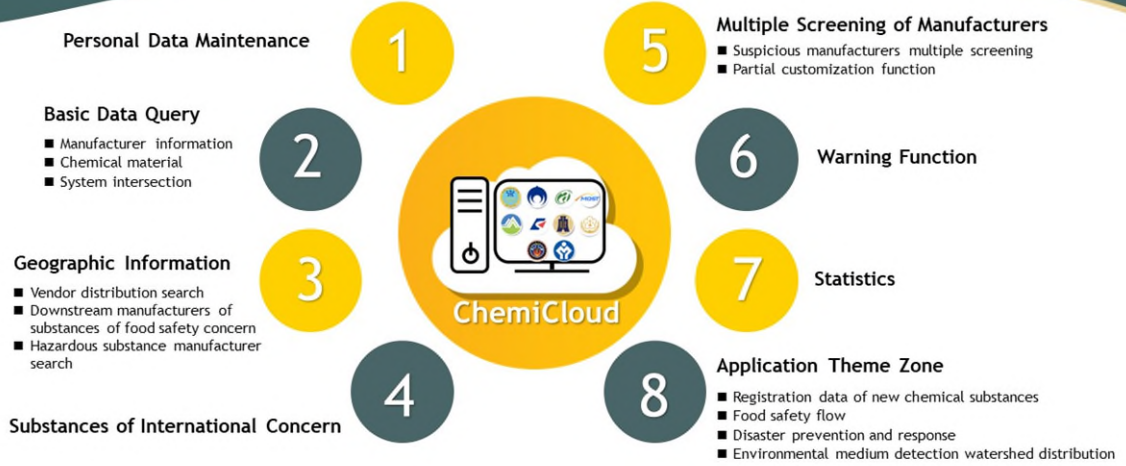 Personal Data Maintenance
1
Basic Data Query
■ Manufacturer information
■ Chemical material
■ System intersection
2
Geographic Information
■ Vendor distribution search
■ Downstream manufacturers of
substances of food safety concern
■ Hazardous substance manufacturer
search
3
Substances of International Concern
4
ChemiCloud
5
Multiple Screening of Manufacturers
■ Suspicious manufacturers multiple screening
■ Partial customization function
6
Warning Function
7
Statistics
8
Application Theme Zone
■ Registration data of new chemical substances
■ Food safety flow
■ Disaster prevention and response
■ Environmental medium detection watershed distribution